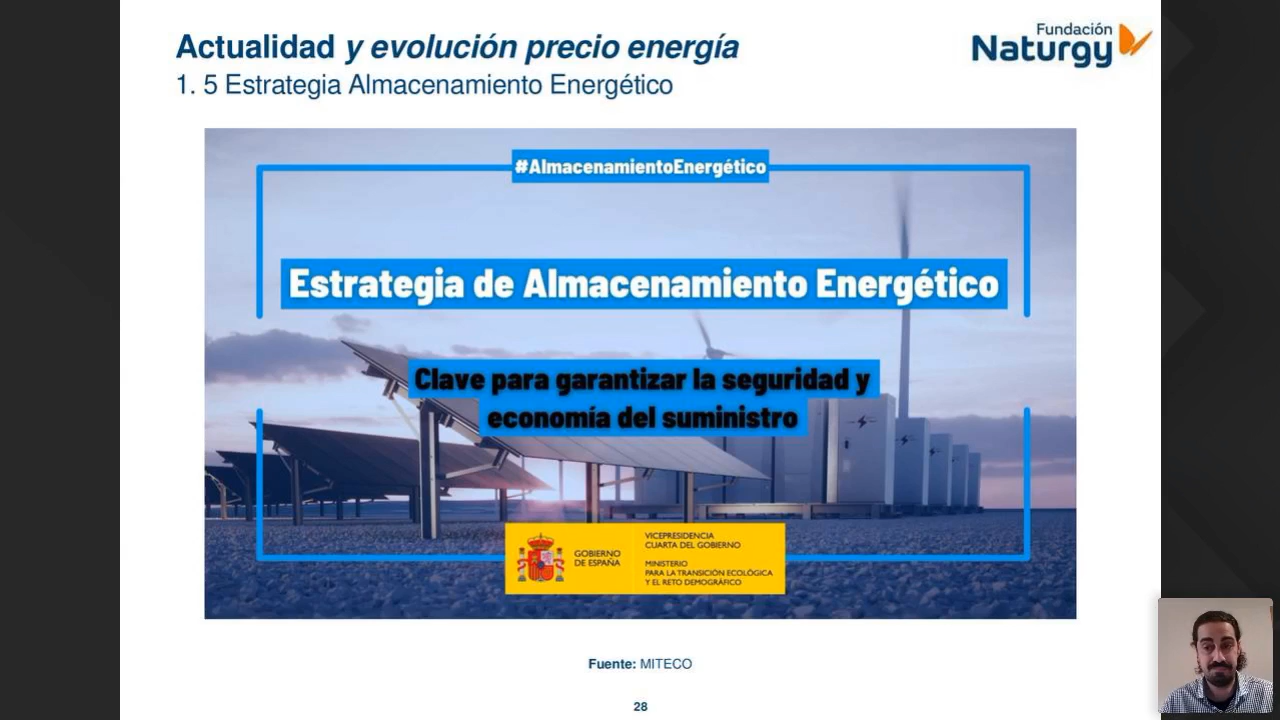 Actualidad y evolución precio energía
1. 5 Estrategia Almacenamiento Energético
Fundación
Naturgy
#AlmacenamientoEnergético
Estrategia de Almacenamiento Energético
Clave para garantizar la seguridad y
economía del suministro
GOBIERNO
DE ESPAÑA
VICEPRESIDENCIA
CUARTA DEL GOBIERNO
MINISTERIO
PARA LA TRANSICIÓN ECOLÓGICA
Y EL RETO DEMOGRÁFICO
Fuente: MITECO
28